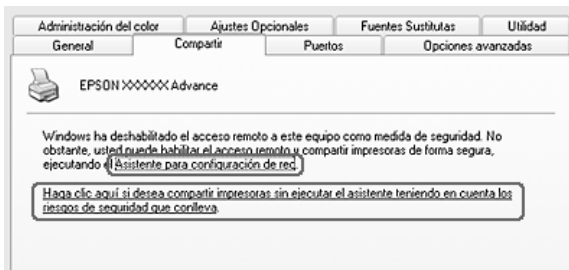 Administración del color Ajustes Opcionales Fuentes Sustitutas Utilidad
General Compartir Puertos Opciones avanzadas
EPSON XXXXXX Advance
Windows ha deshabilitado el acceso remoto a este equipo como medida de seguridad. No
obstante, usted puede habilitar el acceso remoto y compartir impresoras de forma segura,
ejecutando el Asistente para configuración de red.
Haga clic aquí si desea compartir impresoras sin ejecutar el asistente teniendo en cuenta los
riesgos de seguridad que conlleva.